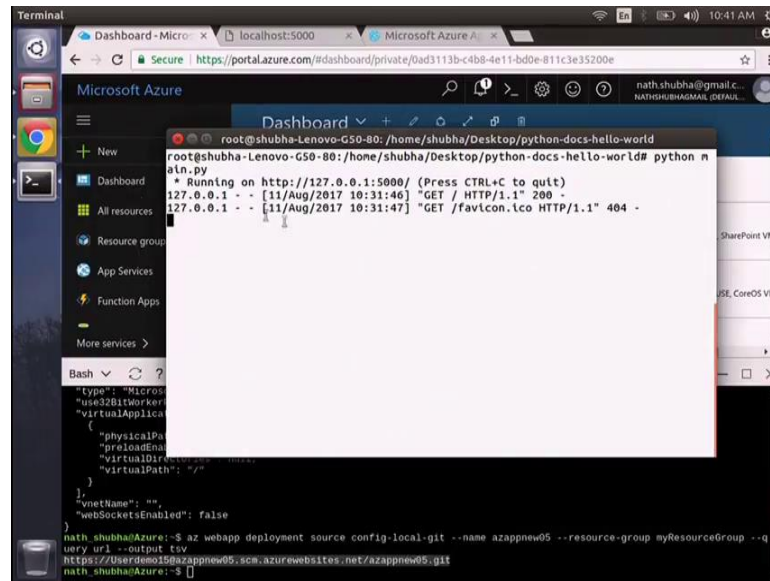 Terminal
En
10:41 AM
Dashboard - Micro
localhost:5000
Microsoft Azure
Secure
https://portal.azure.com/#dashboard/private/0ad3113b-c4b8-4e11-bd0e-811c3e35200e
Microsoft Azure
nath.shubha@gmail.c...
NATHSHUBHAGMAIL (DEFAUL...
Dashboard
root@shubha-Lenovo-G50-80: /home/shubha/Desktop/python-docs-hello-world
root@shubha-Lenovo-G50-80:/home/shubha/Desktop/python-docs-hello-world# python m
ain.py
* Running on http://127.0.0.1:5000/ (Press CTRL+C to quit)
127.0.0.1 - - [11/Aug/2017 10:31:46] "GET / HTTP/1.1" 200 -
127.0.0.1 - - [11/Aug/2017 10:31:47] "GET /favicon.ico HTTP/1.1" 404 -
New
Dashboard
All resources
Resource group
App Services
Function Apps
More services >
, SharePoint
USE, CoreOS
Bash
?
"type": "Micros
"use32BitWorker
"virtualApplica
{
"physicalPa
"preloadEna
"virtualDirectories":
"virtualPath": "/"
}
],
"vnetName": "",
"webSocketsEnabled": false
}
nath_shubha@Azure:~$ az webapp deployment source config-local-git --name azappnew05 --resource-group myResourceGroup --q
uery url --output tsv
https://Userdemo15@azappnew05.scm.azurewebsites.net/azappnew05.git
nath_shubha@Azure:~$